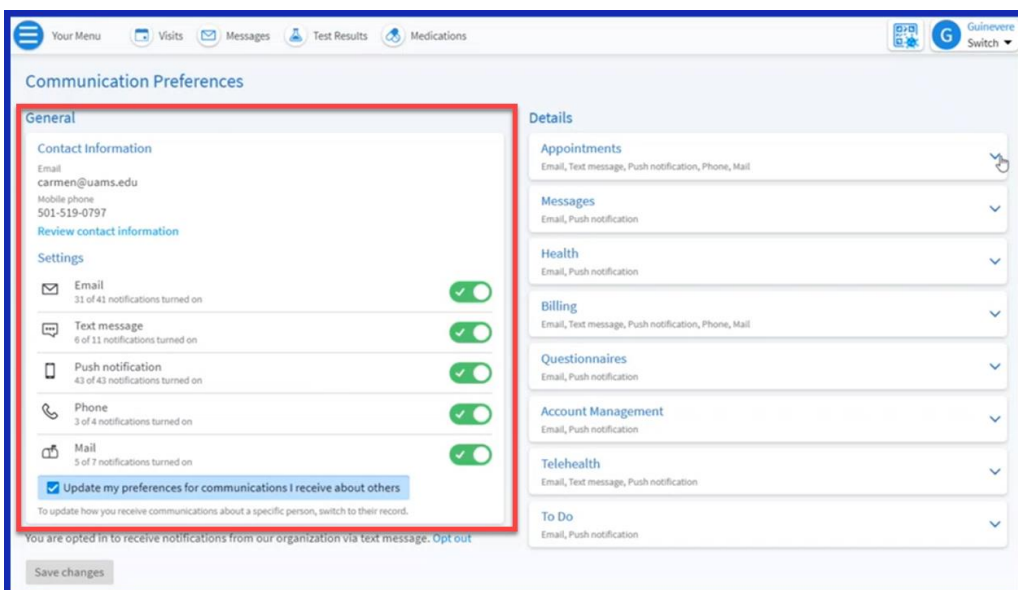 Your Menu
Visits
Messages
Test Results
Medications
G
Guinevere
Switch
Communication Preferences
General
Contact Information
Email
carmen@uams.edu
Mobile phone
501-519-0797
Review contact information
Settings
Email
31 of 41 notifications turned on
Text message
6 of 11 notifications turned on
Push notification
43 of 43 notifications turned on
Phone
3 of 4 notifications turned on
Mail
5 of 7 notifications turned on
Update my preferences for communications I receive about others
To update how you receive communications about a specific person, switch to their record.
You are opted in to receive notifications from our organization via text message. Opt out
Save changes
Details
Appointments
Email, Text message, Push notification, Phone, Mail
Messages
Email, Push notification
Health
Email, Push notification
Billing
Email, Text message, Push notification, Phone, Mail
Questionnaires
Email, Push notification
Account Management
Email, Push notification
Telehealth
Email, Text message, Push notification
To Do
Email, Push notification